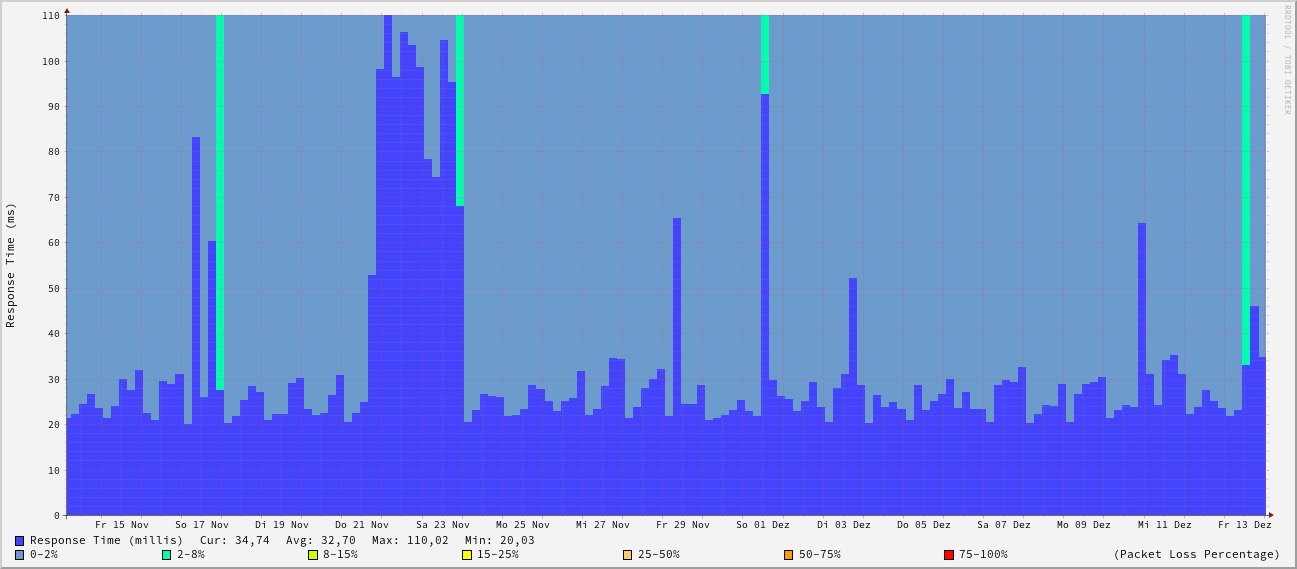 RRDTOOL / TOBI OETIKER
Response Time (ms)
110
100
90
80
70
60
50
40
30
20
10
0
Fr 15 Nov So 17 Nov Di 19 Nov Do 21 Nov Sa 23 Nov Mo 25 Nov Mi 27 Nov Fr 29 Nov So 01 Dez Di 03 Dez Do 05 Dez Sa 07 Dez Mo 09 Dez Mi 11 Dez Fr 13 Dez
Response Time (millis) Cur: 34,74 Avg: 32,70 Max: 110,02 Min: 20,03
0-2% 2-8% 8-15% 15-25% 25-50% 50-75% 75-100% (Packet Loss Percentage)